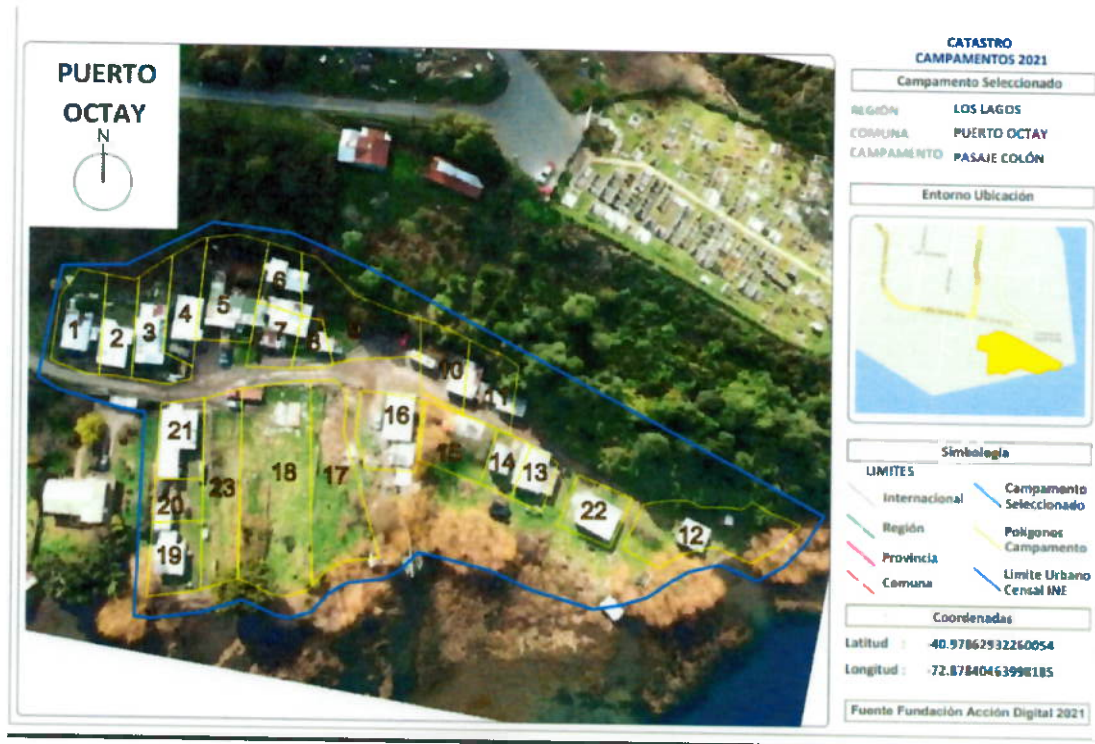 PUERTO
OCTAY
N
1
2
3
4
5
6
7
8
9
10
11
16
15
14
13
22
12
21
20
19
23
18
17
CATASTRO
CAMPAMENTOS 2021
Campamento Seleccionado
REGIÓN LOS LAGOS
COMUNA PUERTO OCTAY
CAMPAMENTO PASAJE COLÓN
Entorno Ubicación
Simbología
LIMITES
Internacional
Región
Provincia
Comuna
Campamento
Seleccionado
Polígonos
Campamento
Limite Urbano
Censal INE
Coordenadas
Latitud : -40.97862932260054
Longitud : -72.87840463998185
Fuente Fundación Acción Digital 2021